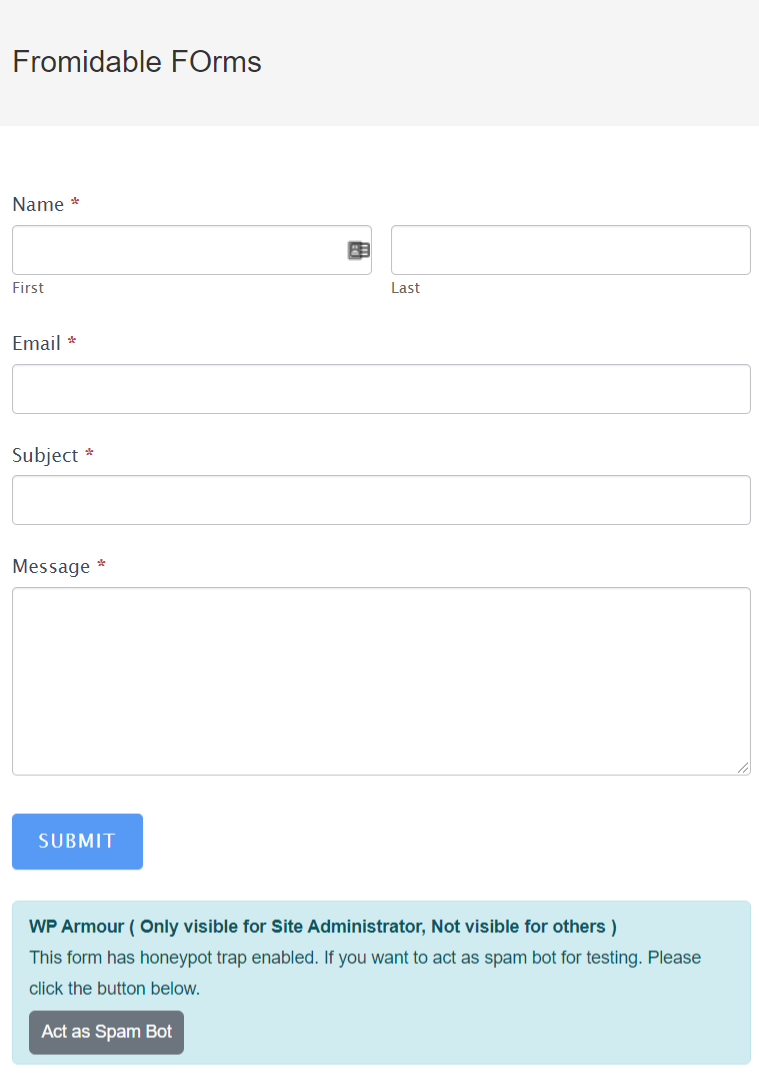 Fromidable FOrms
Name *
First Last
Email *
Subject *
Message *
SUBMIT
WP Armour ( Only visible for Site Administrator, Not visible for others )
This form has honeypot trap enabled. If you want to act as spam bot for testing. Please
click the button below.
Act as Spam Bot